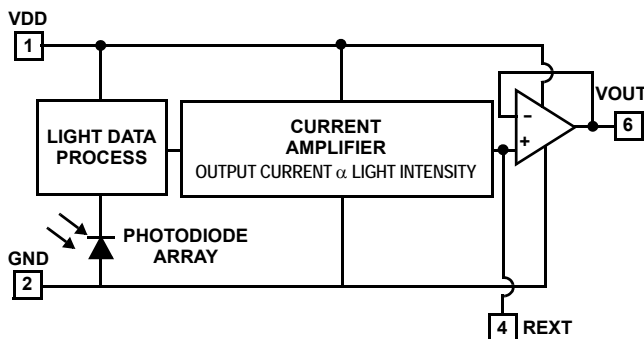 VDD
1
LIGHT DATA
PROCESS
CURRENT
AMPLIFIER
OUTPUT CURRENT α LIGHT INTENSITY
-
+
VOUT
6
PHOTODIODE
ARRAY
GND
2
4
REXT